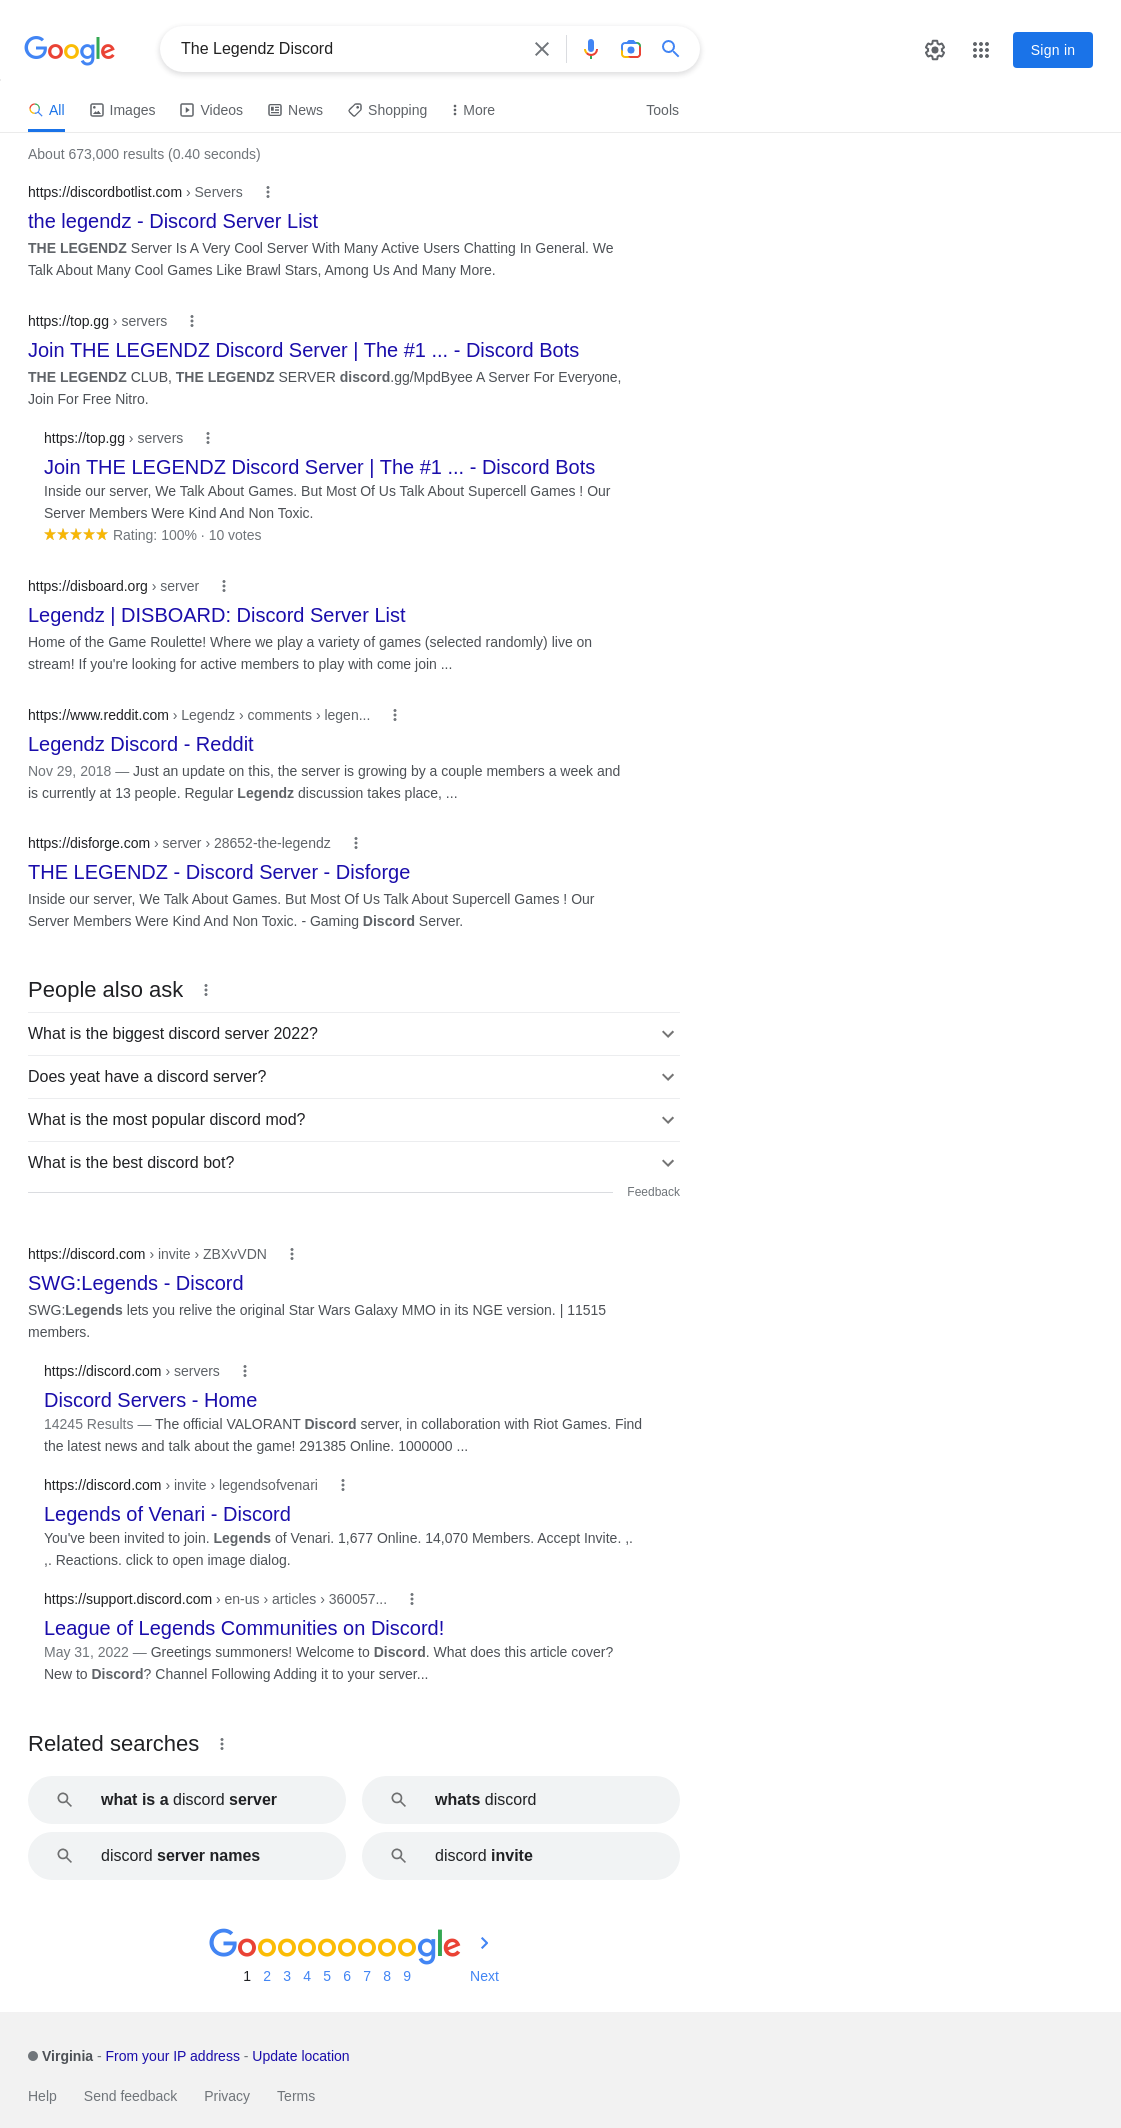 Google
The Legendz Discord
Sign in
All
Images
Videos
News
Shopping
More
Tools
About 673,000 results (0.40 seconds)
https://discordbotlist.com › Servers
the legendz - Discord Server List
THE LEGENDZ Server Is A Very Cool Server With Many Active Users Chatting In General. We
Talk About Many Cool Games Like Brawl Stars, Among Us And Many More.
https://top.gg › servers
Join THE LEGENDZ Discord Server | The #1 ... - Discord Bots
THE LEGENDZ CLUB, THE LEGENDZ SERVER discord.gg/MpdByee A Server For Everyone,
Join For Free Nitro.
https://top.gg › servers
Join THE LEGENDZ Discord Server | The #1 ... - Discord Bots
Inside our server, We Talk About Games. But Most Of Us Talk About Supercell Games ! Our
Server Members Were Kind And Non Toxic.
Rating: 100% · 10 votes
https://disboard.org › server
Legendz | DISBOARD: Discord Server List
Home of the Game Roulette! Where we play a variety of games (selected randomly) live on
stream! If you're looking for active members to play with come join ...
https://www.reddit.com › Legendz › comments › legen...
Legendz Discord - Reddit
Nov 29, 2018 — Just an update on this, the server is growing by a couple members a week and
is currently at 13 people. Regular Legendz discussion takes place, ...
https://disforge.com › server › 28652-the-legendz
THE LEGENDZ - Discord Server - Disforge
Inside our server, We Talk About Games. But Most Of Us Talk About Supercell Games ! Our
Server Members Were Kind And Non Toxic. - Gaming Discord Server.
People also ask
What is the biggest discord server 2022?
Does yeat have a discord server?
What is the most popular discord mod?
What is the best discord bot?
Feedback
https://discord.com › invite › ZBXvVDN
SWG:Legends - Discord
SWG:Legends lets you relive the original Star Wars Galaxy MMO in its NGE version. | 11515
members.
https://discord.com › servers
Discord Servers - Home
14245 Results — The official VALORANT Discord server, in collaboration with Riot Games. Find
the latest news and talk about the game! 291385 Online. 1000000 ...
https://discord.com › invite › legendsofvenari
Legends of Venari - Discord
You've been invited to join. Legends of Venari. 1,677 Online. 14,070 Members. Accept Invite. ,.
,. Reactions. click to open image dialog.
https://support.discord.com › en-us › articles › 360057...
League of Legends Communities on Discord!
May 31, 2022 — Greetings summoners! Welcome to Discord. What does this article cover?
New to Discord? Channel Following Adding it to your server...
Related searches
what is a discord server
whats discord
discord server names
discord invite
Goooooooooogle
1 2 3 4 5 6 7 8 9 Next
Virginia - From your IP address - Update location
Help Send feedback Privacy Terms